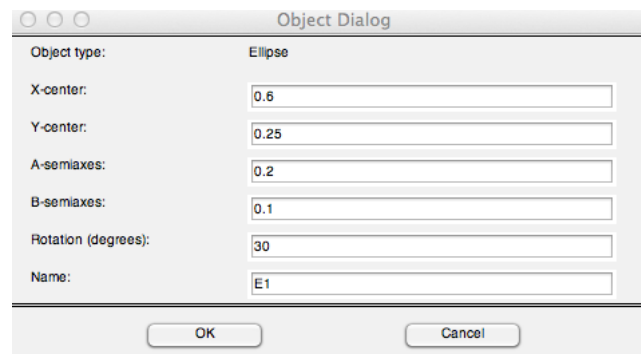 Object Dialog
Object type: Ellipse
X-center: 0.6
Y-center: 0.25
A-semiaxes: 0.2
B-semiaxes: 0.1
Rotation (degrees): 30
Name: E1
OK Cancel